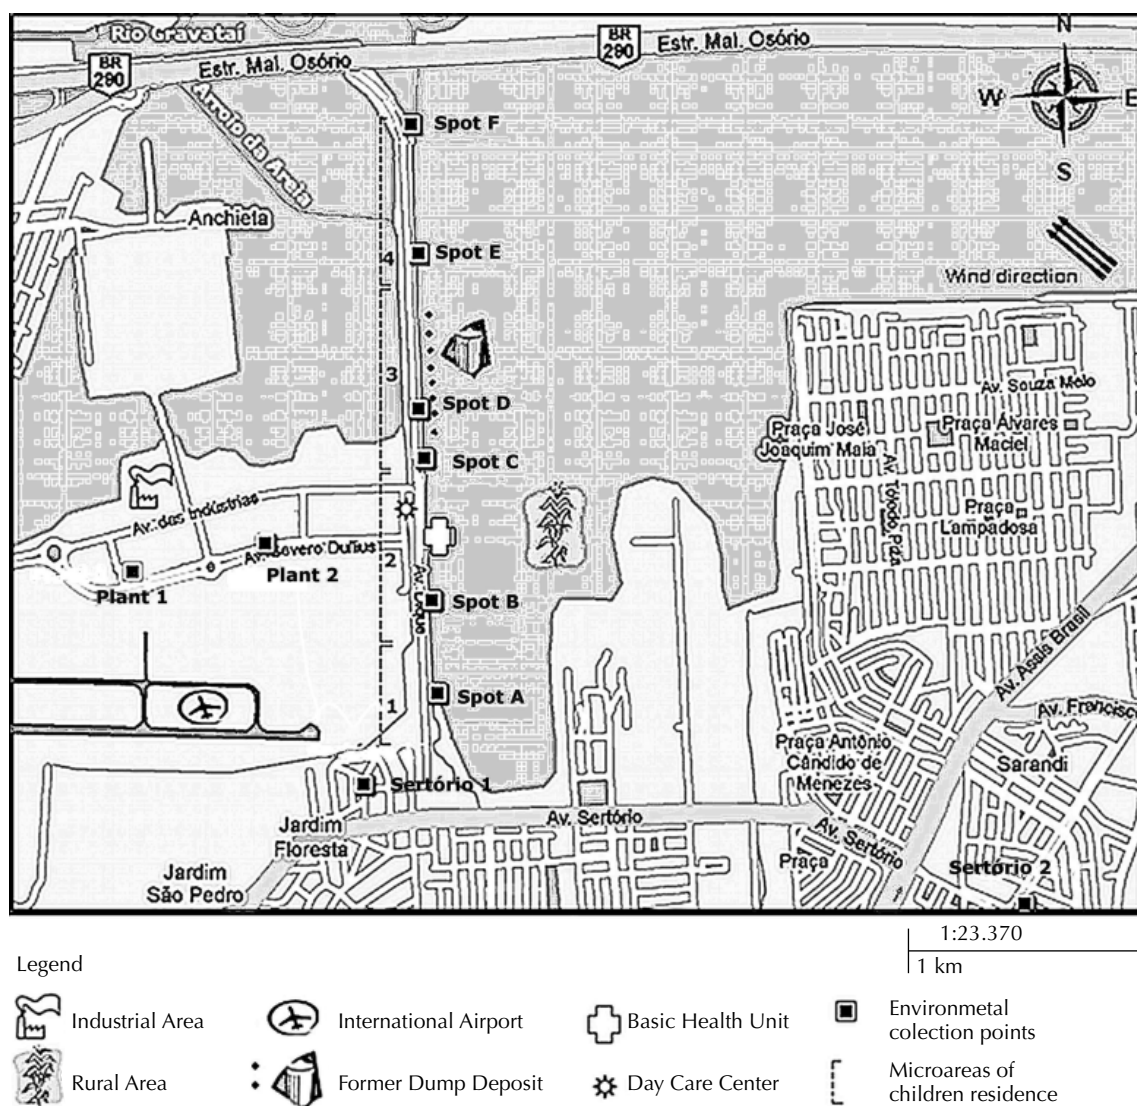 Rio Gravataí
BR
290
Estr. Mal. Osório
BR
290
Estr. Mal. Osório
N
W
E
S
Spot F
Arroio da Areia
Anchieta
Spot E
4
Wind direction
3
Spot D
Spot C
Av. Souza Melo
Praça José
Joaquim Maia
Praça Álvares
Maciel
Av. Toledo Piza
Praça
Lampadosa
Av. das Indústrias
Av. Severo Dullius
Plant 2
Plant 1
2
Spot B
Av. Assis Brasil
1
Spot A
Av. Francisc
Praça Antônio
Cândido de
Menezes
Sarandi
Sertório 1
Av. Sertório
Jardim
Floresta
Av. Sertório
Praça
Sertório 2
Jardim
São Pedro
1:23.370
1 km
Legend
Industrial Area
International Airport
Basic Health Unit
Environmetal
colection points
Rural Area
Former Dump Deposit
Day Care Center
Microareas of
children residence